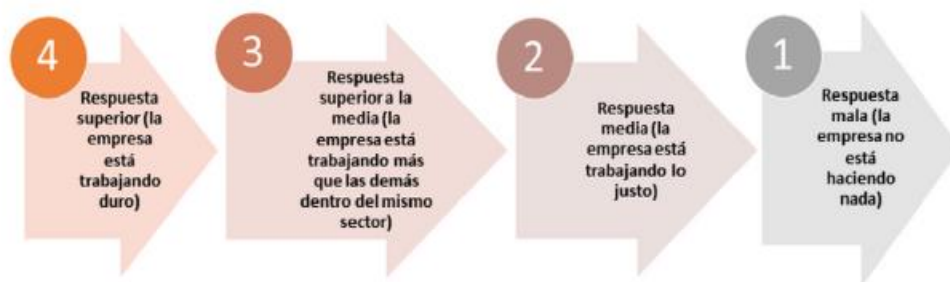 4
Respuesta
superior (la
empresa
está
trabajando
duro)
3
Respuesta
superior a la
media (la
empresa está
trabajando más
que las demás
dentro del mismo
sector)
2
Respuesta
media (la
empresa está
trabajando lo
justo)
1
Respuesta
mala (la
empresa no
está
haciendo
nada)